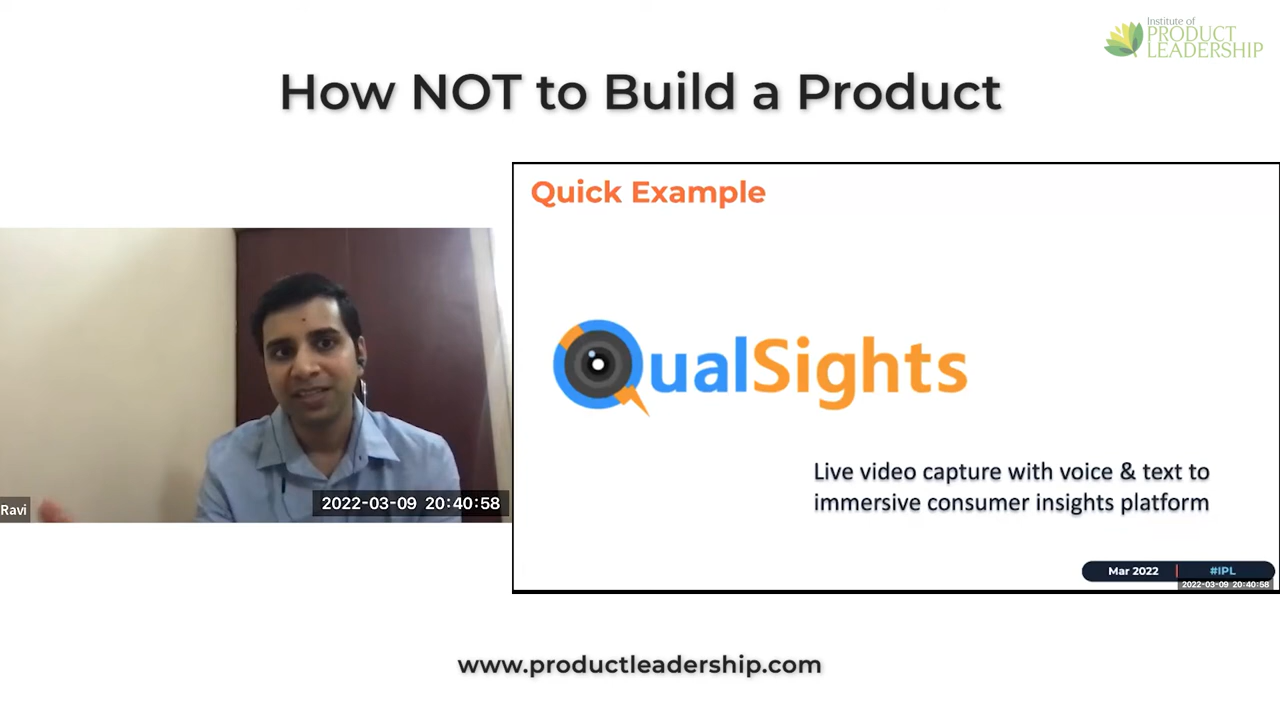 Institute of
PRODUCT
LEADERSHIP
How NOT to Build a Product
Quick Example
QualSights
Live video capture with voice & text to
immersive consumer insights platform
Ravi
2022-03-09 20:40:58
Mar 2022 #IPL
2022-03-09 20:40:58
www.productleadership.com